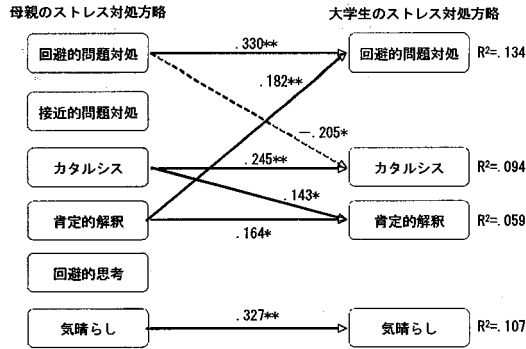 母親のストレス対処方略
大学生のストレス対処方略
回避的問題対処
.330**
回避的問題対処
R²=.134
.182**
接近的問題対処
－.205*
カタルシス
.245**
カタルシス
R²=.094
.143*
肯定的解釈
.164*
肯定的解釈
R²=.059
回避的思考
気晴らし
.327**
気晴らし
R²=.107